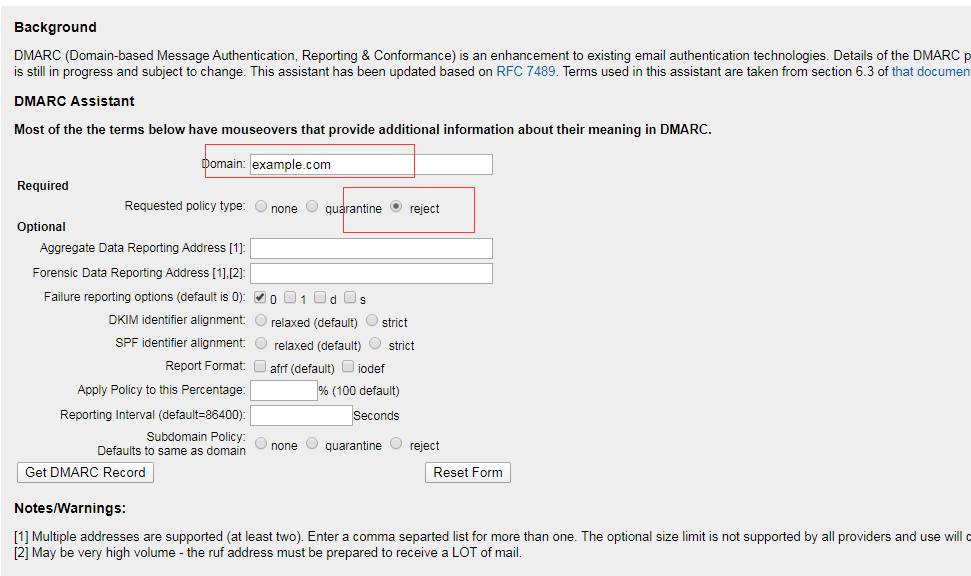 Background
DMARC (Domain-based Message Authentication, Reporting & Conformance) is an enhancement to existing email authentication technologies. Details of the DMARC p
is still in progress and subject to change. This assistant has been updated based on RFC 7489. Terms used in this assistant are taken from section 6.3 of that documen
DMARC Assistant
Most of the the terms below have mouseovers that provide additional information about their meaning in DMARC.
Domain: example.com
Required
Requested policy type: none quarantine reject
Optional
Aggregate Data Reporting Address [1]:
Forensic Data Reporting Address [1],[2]:
Failure reporting options (default is 0): 0 1 d s
DKIM identifier alignment: relaxed (default) strict
SPF identifier alignment: relaxed (default) strict
Report Format: afrf (default) iodef
Apply Policy to this Percentage: % (100 default)
Reporting Interval (default=86400): Seconds
Subdomain Policy:
Defaults to same as domain none quarantine reject
Get DMARC Record Reset Form
Notes/Warnings:
[1] Multiple addresses are supported (at least two). Enter a comma separted list for more than one. The optional size limit is not supported by all providers and use will c
[2] May be very high volume - the ruf address must be prepared to receive a LOT of mail.